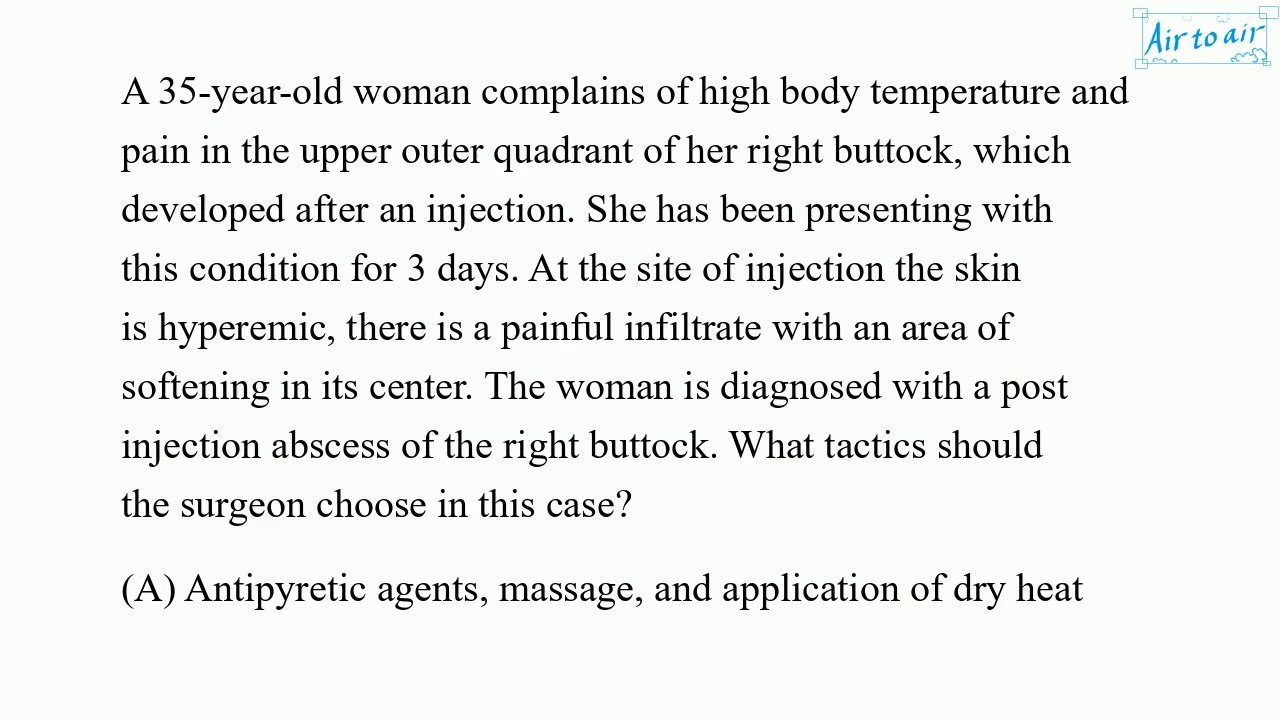 Air to air
A 35-year-old woman complains of high body temperature and
pain in the upper outer quadrant of her right buttock, which
developed after an injection. She has been presenting with
this condition for 3 days. At the site of injection the skin
is hyperemic, there is a painful infiltrate with an area of
softening in its center. The woman is diagnosed with a post
injection abscess of the right buttock. What tactics should
the surgeon choose in this case?
(A) Antipyretic agents, massage, and application of dry heat